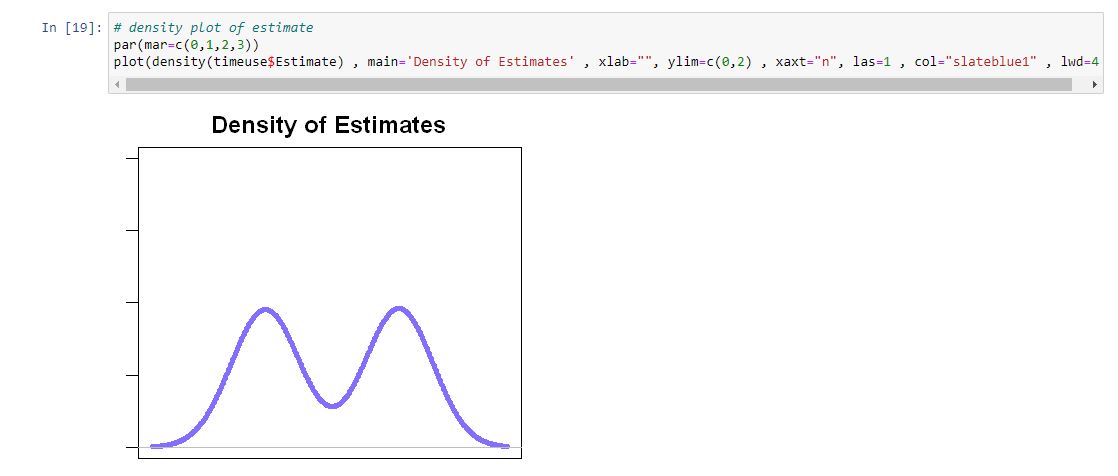 In [19]: # density plot of estimate
par(mar=c(0,1,2,3))
plot(density(timeuse$Estimate) , main='Density of Estimates' , xlab="", ylim=c(0,2) , xaxt="n", las=1 , col="slateblue1" , lwd=4
Density of Estimates